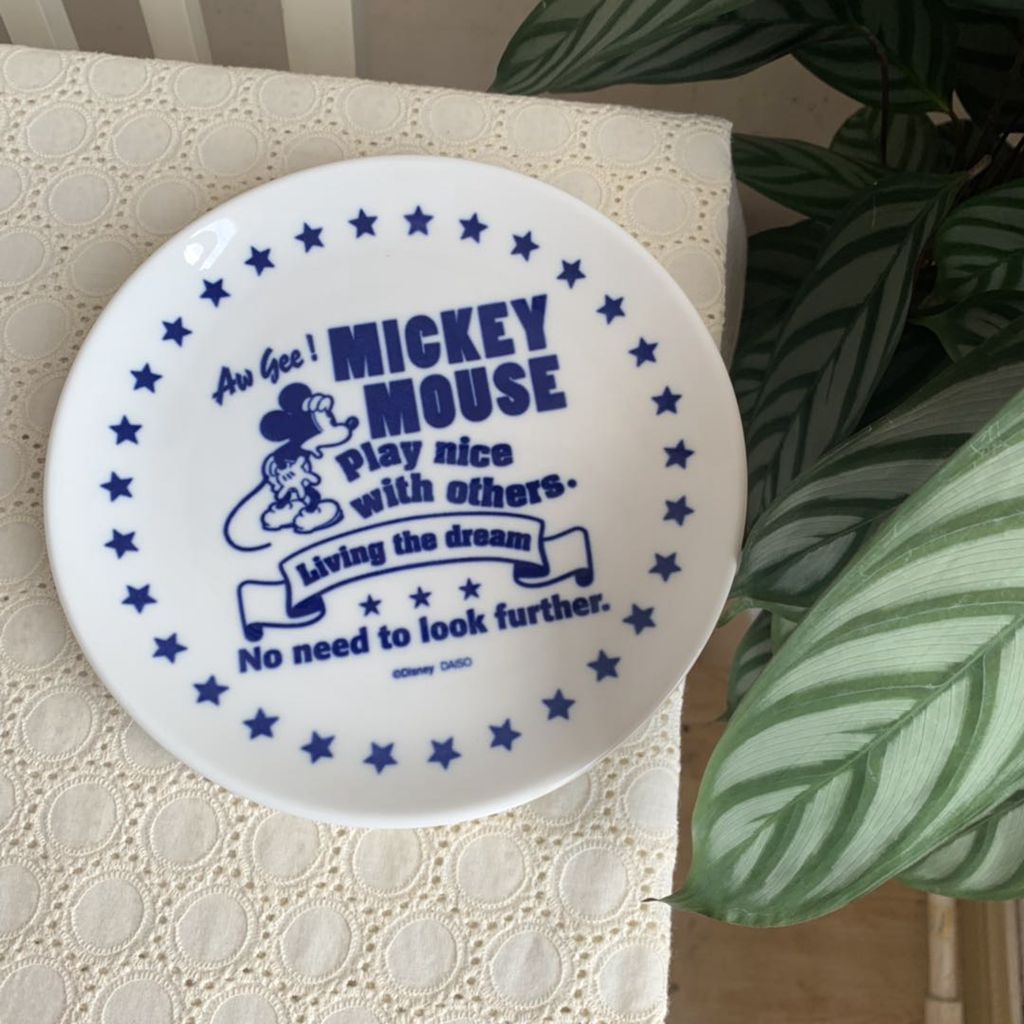 Aw Gee!
MICKEY
MOUSE
Play nice
with others.
Living the dream
No need to look further.
©Disney DAISO